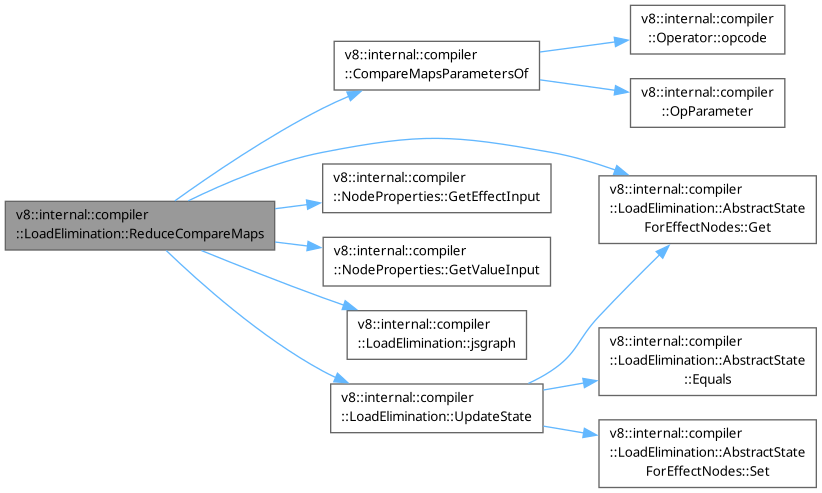 v8::internal::compiler
::LoadElimination::ReduceCompareMaps
v8::internal::compiler
::CompareMapsParametersOf
v8::internal::compiler
::Operator::opcode
v8::internal::compiler
::OpParameter
v8::internal::compiler
::NodeProperties::GetEffectInput
v8::internal::compiler
::NodeProperties::GetValueInput
v8::internal::compiler
::LoadElimination::jsgraph
v8::internal::compiler
::LoadElimination::UpdateState
v8::internal::compiler
::LoadElimination::AbstractState
ForEffectNodes::Get
v8::internal::compiler
::LoadElimination::AbstractState
::Equals
v8::internal::compiler
::LoadElimination::AbstractState
ForEffectNodes::Set